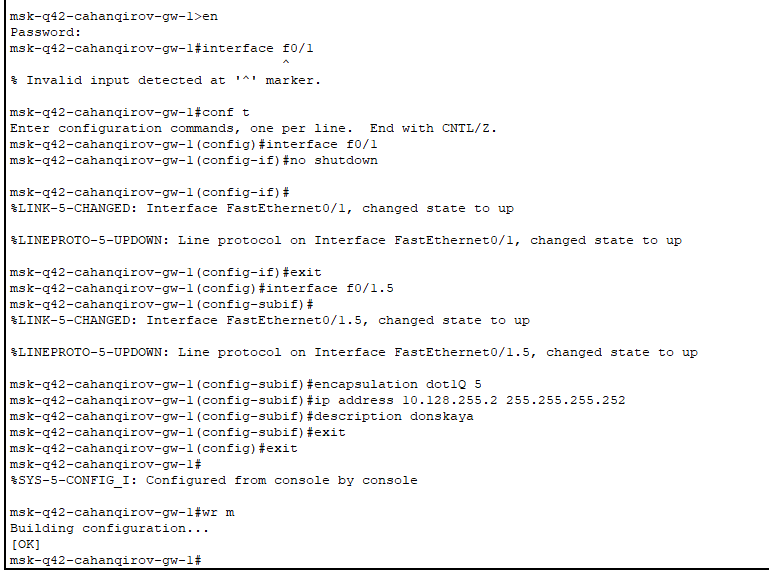 msk-q42-cahanqirov-gw-1>en
Password:
msk-q42-cahanqirov-gw-1#interface f0/1
^
% Invalid input detected at '^' marker.
msk-q42-cahanqirov-gw-1#conf t
Enter configuration commands, one per line.  End with CNTL/Z.
msk-q42-cahanqirov-gw-1(config)#interface f0/1
msk-q42-cahanqirov-gw-1(config-if)#no shutdown
msk-q42-cahanqirov-gw-1(config-if)#
%LINK-5-CHANGED: Interface FastEthernet0/1, changed state to up
%LINEPROTO-5-UPDOWN: Line protocol on Interface FastEthernet0/1, changed state to up
msk-q42-cahanqirov-gw-1(config-if)#exit
msk-q42-cahanqirov-gw-1(config)#interface f0/1.5
msk-q42-cahanqirov-gw-1(config-subif)#
%LINK-5-CHANGED: Interface FastEthernet0/1.5, changed state to up
%LINEPROTO-5-UPDOWN: Line protocol on Interface FastEthernet0/1.5, changed state to up
msk-q42-cahanqirov-gw-1(config-subif)#encapsulation dot1Q 5
msk-q42-cahanqirov-gw-1(config-subif)#ip address 10.128.255.2 255.255.255.252
msk-q42-cahanqirov-gw-1(config-subif)#description donskaya
msk-q42-cahanqirov-gw-1(config-subif)#exit
msk-q42-cahanqirov-gw-1(config)#exit
msk-q42-cahanqirov-gw-1#
%SYS-5-CONFIG_I: Configured from console by console
msk-q42-cahanqirov-gw-1#wr m
Building configuration...
[OK]
msk-q42-cahanqirov-gw-1#